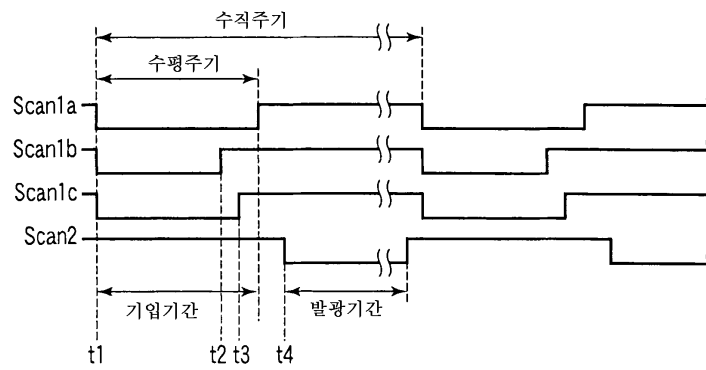 수직주기
수평주기
Scan1a
Scan1b
Scan1c
Scan2
기입기간
발광기간
t1
t2
t3
t4